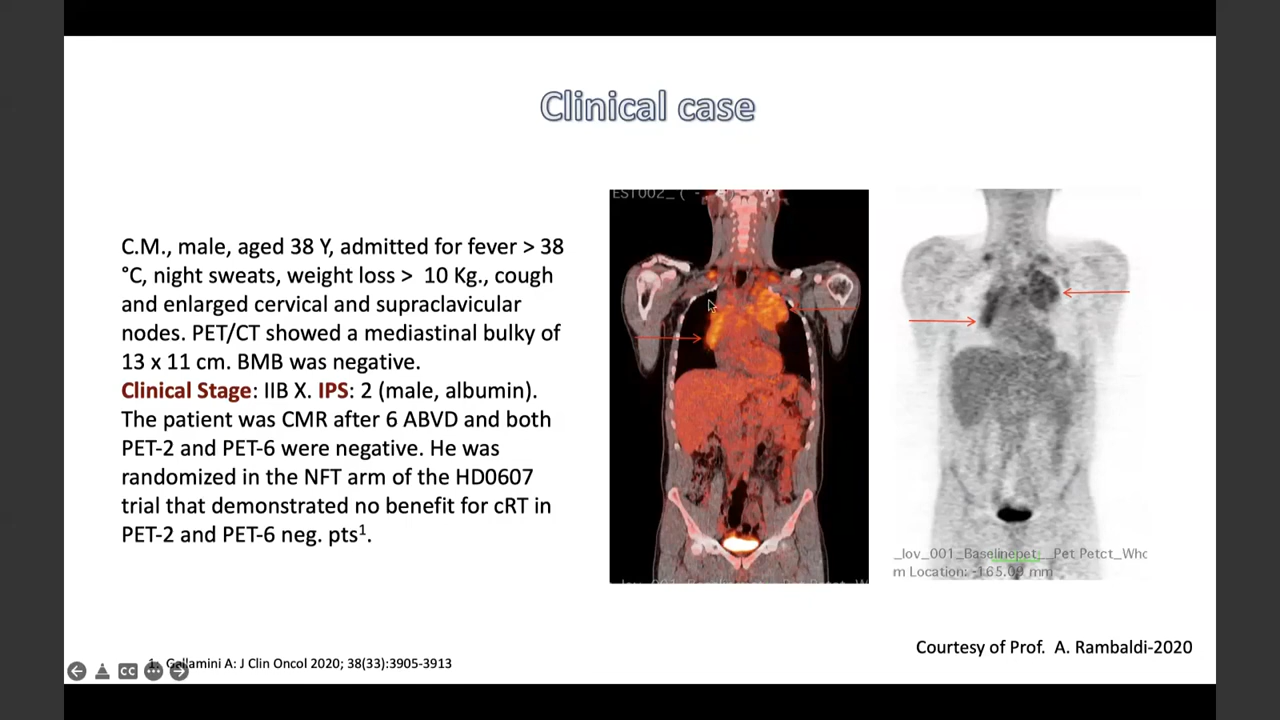 Clinical case
C.M., male, aged 38 Y, admitted for fever > 38
°C, night sweats, weight loss > 10 Kg., cough
and enlarged cervical and supraclavicular
nodes. PET/CT showed a mediastinal bulky of
13 x 11 cm. BMB was negative.
Clinical Stage: IIB X. IPS: 2 (male, albumin).
The patient was CMR after 6 ABVD and both
PET-2 and PET-6 were negative. He was
randomized in the NFT arm of the HD0607
trial that demonstrated no benefit for cRT in
PET-2 and PET-6 neg. pts1.
_lov_001_Baselinepet__Pet Petct_Who
m Location: -165.09 mm
Courtesy of Prof. A. Rambaldi-2020
1. Gallamini A: J Clin Oncol 2020; 38(33):3905-3913
CC